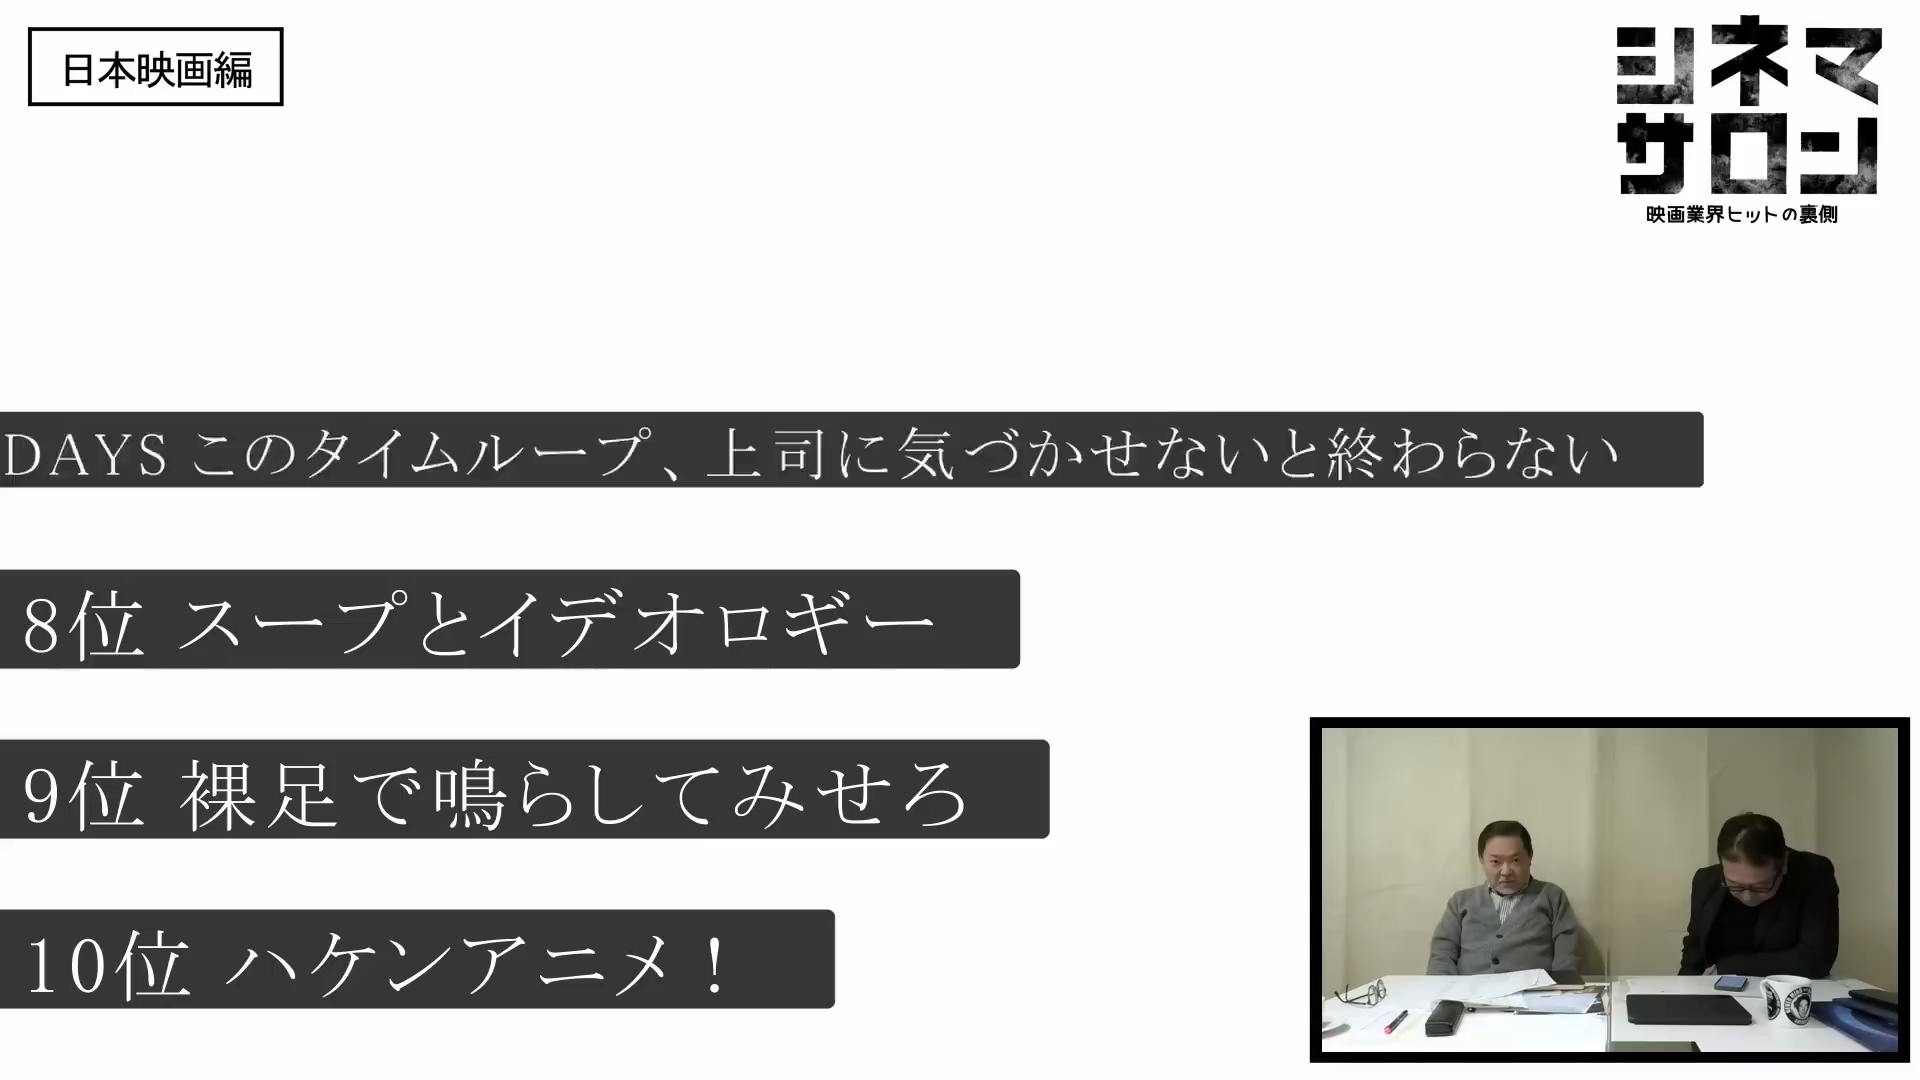 日本映画編
シネマ
サロン
映画業界ヒットの裏側
DAYS このタイムループ、上司に気づかせないと終わらない
8位 スープとイデオロギー
9位 裸足で鳴らしてみせろ
10位 ハケンアニメ！